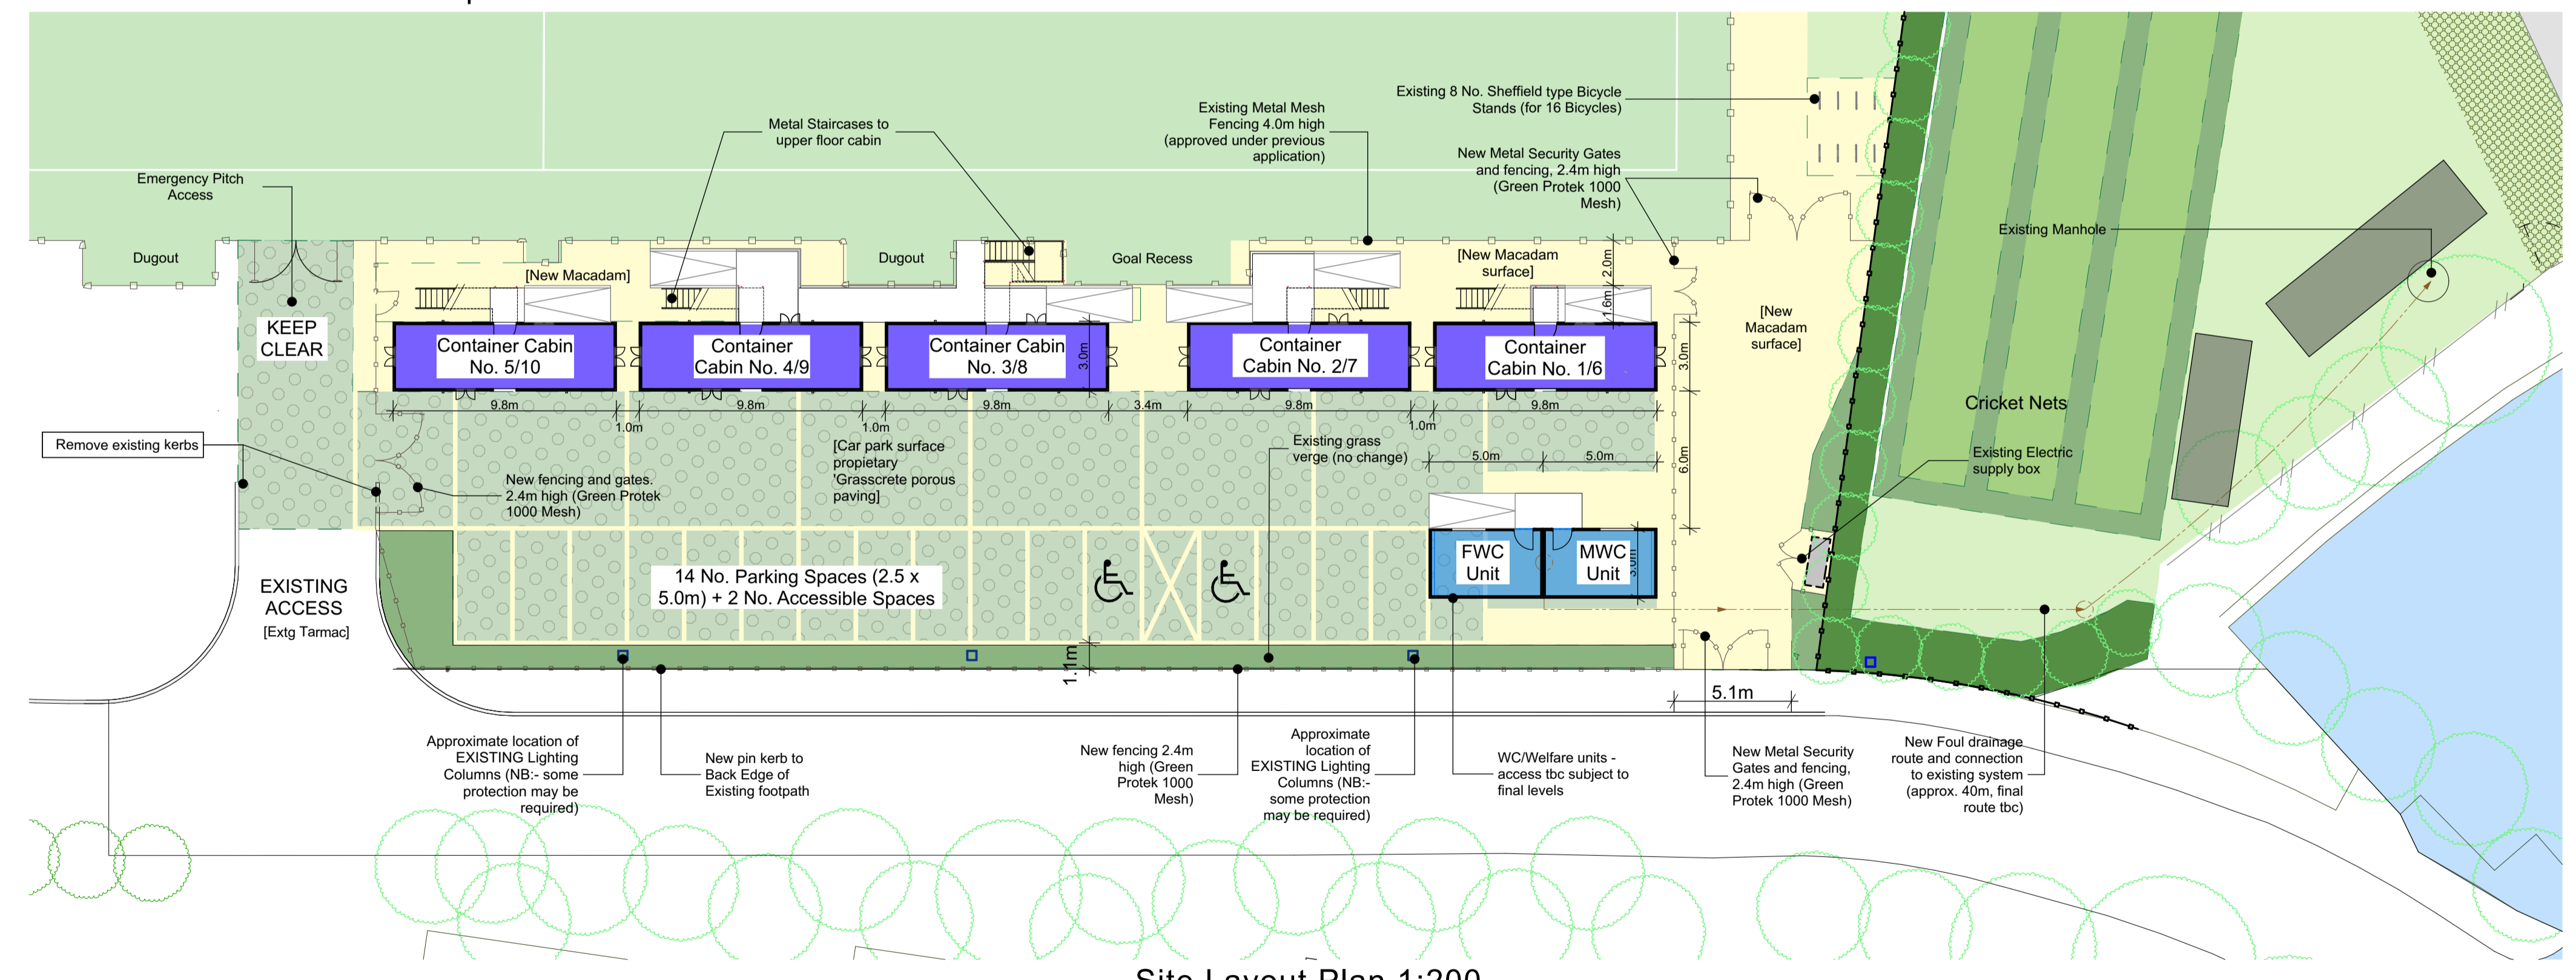 Existing 8 No. Sheffield type Bicycle
Stands (for 16 Bicycles)
Existing Metal Mesh
Fencing 4.0m high
(approved under previous
application)
Metal Staircases to
upper floor cabin
New Metal Security Gates
and fencing, 2.4m high
(Green Protek 1000
Mesh)
Emergency Pitch
Access
Existing Manhole
Dugout
[New Macadam]
Dugout
Goal Recess
[New Macadam
surface]
2.0m
1.6m
[New
Macadam
surface]
KEEP
CLEAR
Container Cabin
No. 5/10
Container
Cabin No. 4/9
Container Cabin
No. 3/8
3.0m
Container
Cabin No. 2/7
Container
Cabin No. 1/6
3.0m
9.8m
1.0m
9.8m
1.0m
9.8m
3.4m
9.8m
1.0m
9.8m
Cricket Nets
Remove existing kerbs
[Car park surface
propietary
'Grasscrete porous
paving]
Existing grass
verge (no change)
5.0m
5.0m
6.0m
Existing Electric
supply box
New fencing and gates.
2.4m high (Green Protek
1000 Mesh)
FWC
Unit
MWC
Unit
3.0m
14 No. Parking Spaces (2.5 x
5.0m) + 2 No. Accessible Spaces
EXISTING
ACCESS
[Extg Tarmac]
1.1m
5.1m
Approximate location of
EXISTING Lighting
Columns (NB:- some
protection may be
required)
New pin kerb to
Back Edge of
Existing footpath
New fencing 2.4m
high (Green
Protek 1000
Mesh)
Approximate
location of
EXISTING Lighting
Columns (NB:-
some protection
may be required)
WC/Welfare units -
access tbc subject to
final levels
New Metal Security
Gates and fencing,
2.4m high (Green
Protek 1000 Mesh)
New Foul drainage
route and connection
to existing system
(approx. 40m, final
route tbc)
Site Layout Plan 1:200